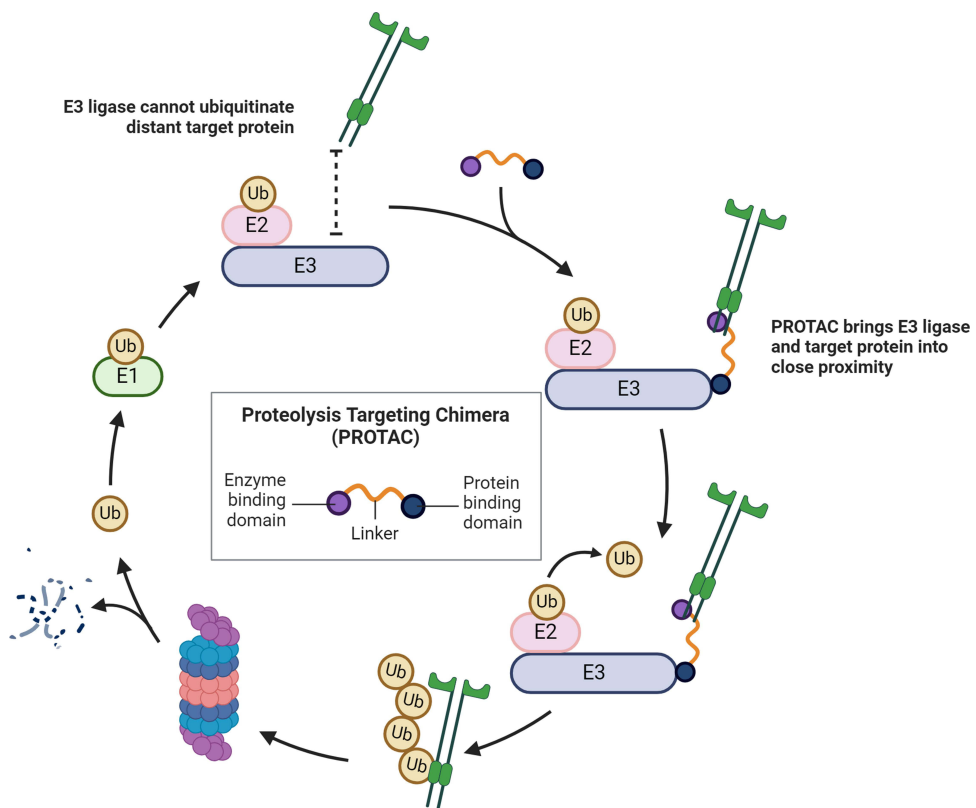 E3 ligase cannot ubiquitinate
distant target protein
Ub
E2
E3
Ub
E2
E3
PROTAC brings E3 ligase
and target protein into
close proximity
Ub
E1
Proteolysis Targeting Chimera
(PROTAC)
Enzyme
binding
domain
Linker
Protein
binding
domain
Ub
Ub
Ub
E2
E3
Ub
Ub
Ub
Ub